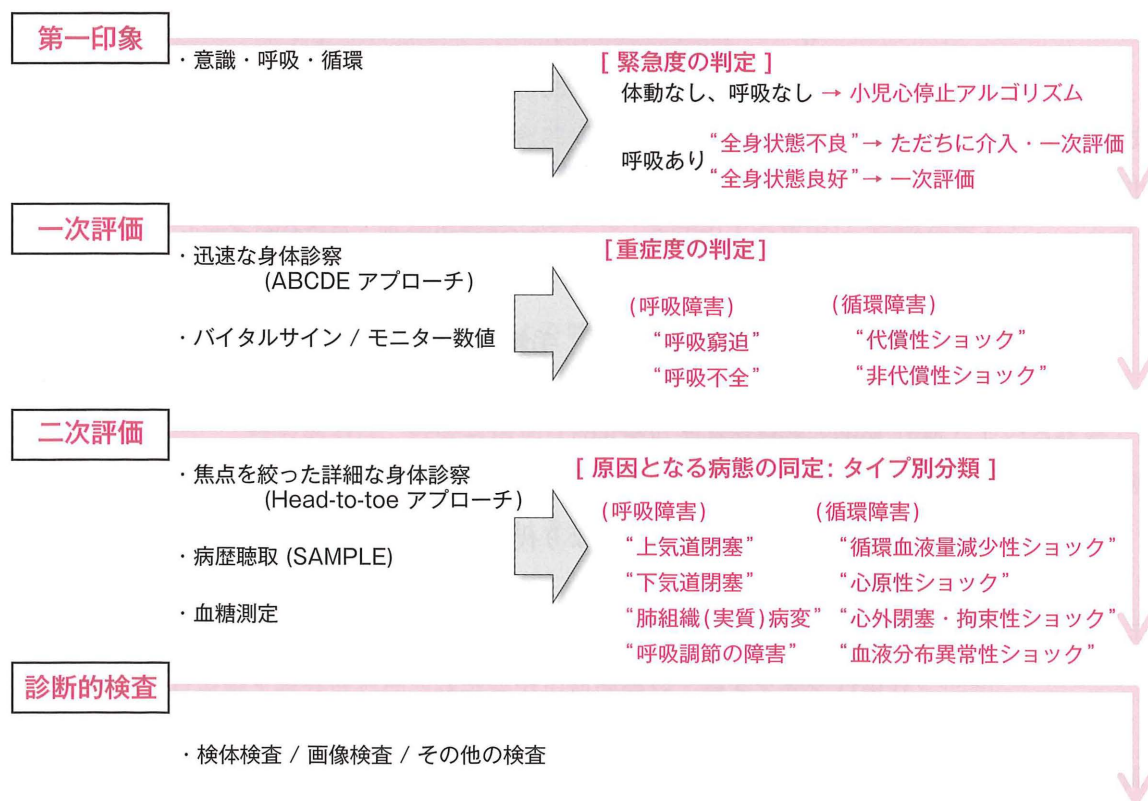 第一印象
・意識・呼吸・循環
[ 緊急度の判定 ]
体動なし、呼吸なし → 小児心停止アルゴリズム
呼吸あり
“全身状態不良”→ ただちに介入・一次評価
“全身状態良好”→ 一次評価
一次評価
・迅速な身体診察
(ABCDE アプローチ)
・バイタルサイン / モニター数値
[ 重症度の判定 ]
(呼吸障害)
“呼吸窮迫”
“呼吸不全”
(循環障害)
“代償性ショック”
“非代償性ショック”
二次評価
・焦点を絞った詳細な身体診察
(Head-to-toe アプローチ)
・病歴聴取 (SAMPLE)
・血糖測定
[ 原因となる病態の同定: タイプ別分類 ]
(呼吸障害)
“上気道閉塞”
“下気道閉塞”
“肺組織(実質)病変”
“呼吸調節の障害”
(循環障害)
“循環血液量減少性ショック”
“心原性ショック”
“心外閉塞・拘束性ショック”
“血液分布異常性ショック”
診断的検査
・検体検査 / 画像検査 / その他の検査